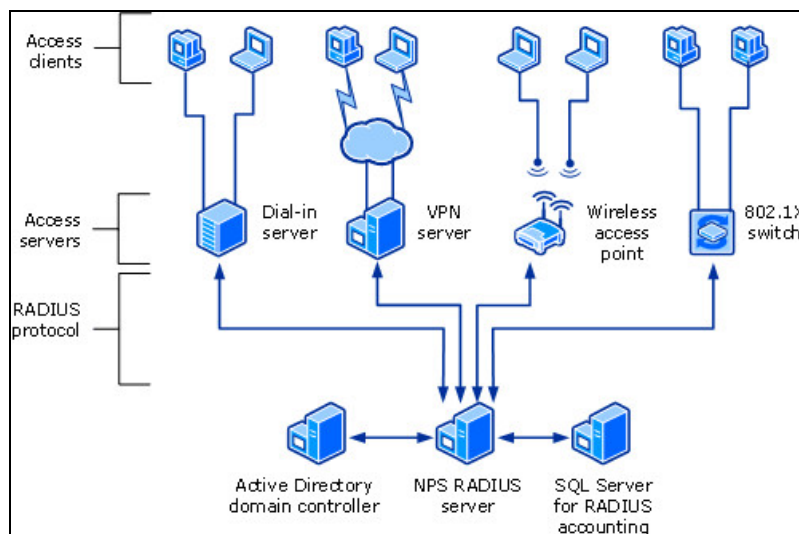 Access
clients
Access
servers
Dial-in
server
VPN
server
Wireless
access
point
802.1X
switch
RADIUS
protocol
Active Directory
domain controller
NPS RADIUS
server
SQL Server
for RADIUS
accounting